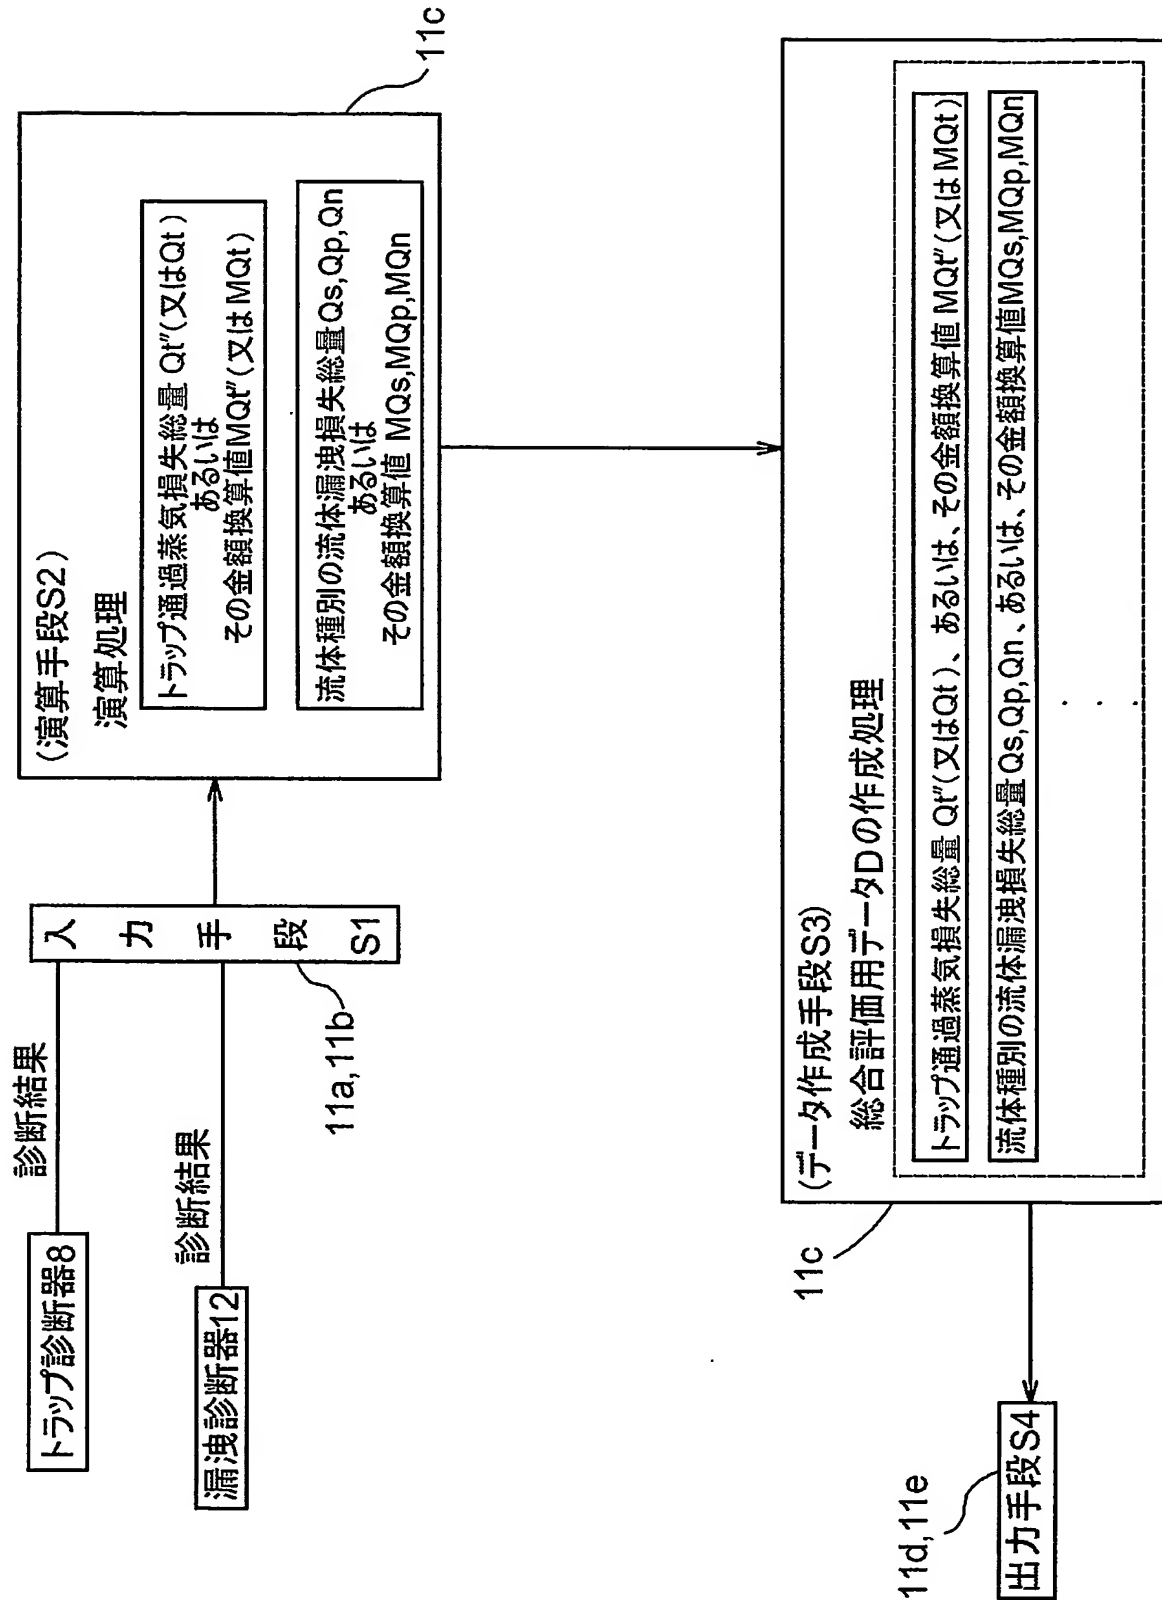 トラップ診断器8
診断結果
漏洩診断器12
診断結果
入力手段S1
11a,11b
(演算手段S2)
演算処理
トラップ通過蒸気損失総量 Qt"(又はQt)
あるいは
その金額換算値MQt"(又は MQt)
流体種別の流体漏洩損失総量Qs,Qp,Qn
あるいは
その金額換算値 MQs,MQp,MQn
11c
(データ作成手段S3)
総合評価用データDの作成処理
トラップ通過蒸気損失総量 Qt"(又はQt)、あるいは、その金額換算値 MQt"(又は MQt)
流体種別の流体漏洩損失総量Qs,Qp,Qn、あるいは、その金額換算値MQs,MQp,MQn
・・・
11c
11d,11e
出力手段S4